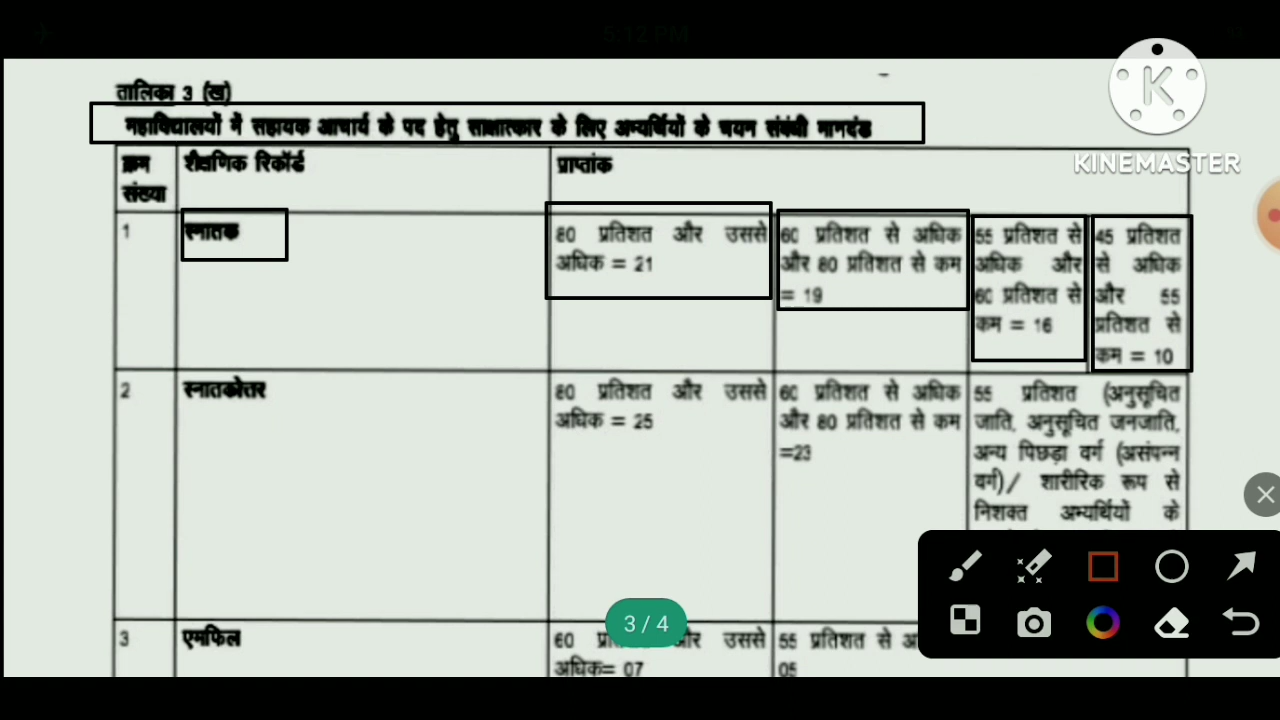 5:12 PM
तालिका 3 (ख)
महाविद्यालयों में सहायक आचार्य के पद हेतु साक्षात्कार के लिए अभ्यर्थियों के चयन संबंधी मानदंड
क्रम संख्या
शैक्षणिक रिकॉर्ड
प्राप्तांक
1
स्नातक
80 प्रतिशत और उससे
अधिक = 21
60 प्रतिशत से अधिक
और 80 प्रतिशत से कम
= 19
55 प्रतिशत से
अधिक और
60 प्रतिशत से
कम = 16
45 प्रतिशत
से अधिक
और 55
प्रतिशत से
कम = 10
2
स्नातकोत्तर
80 प्रतिशत और उससे
अधिक = 25
60 प्रतिशत से अधिक
और 80 प्रतिशत से कम
=23
55 प्रतिशत (अनुसूचित
जाति, अनुसूचित जनजाति,
अन्य पिछड़ा वर्ग (असंपन्न
वर्ग)/ शारीरिक रूप से
निशक्त अभ्यर्थियों के
3
एमफिल
60 और उससे
अधिक= 07
55 प्रतिशत से
05
3 / 4
K
KINEMASTER